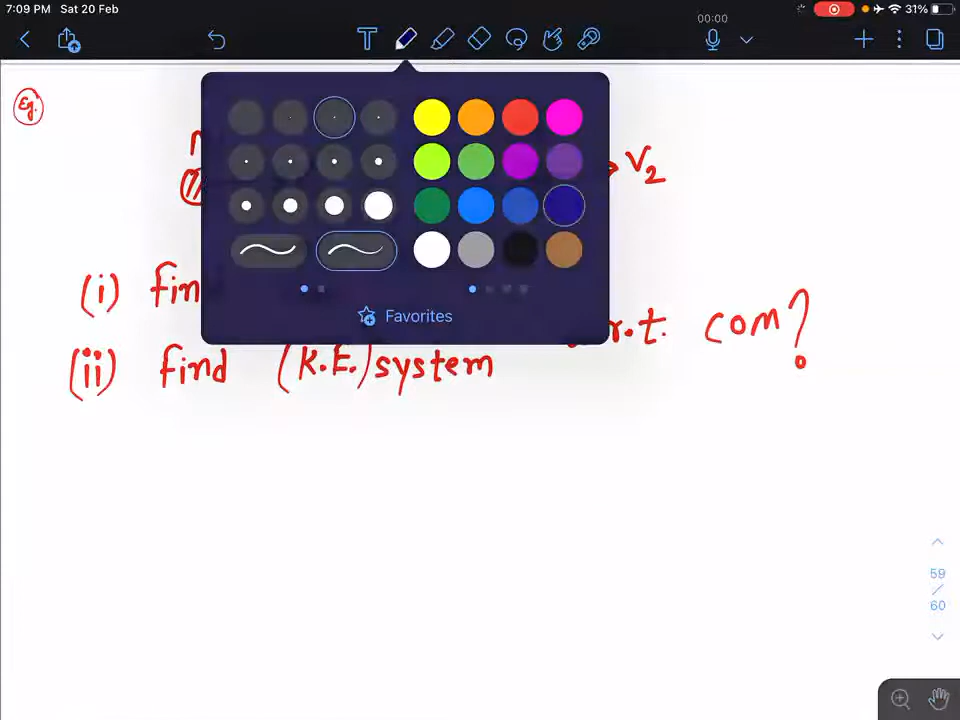 7:09 PM Sat 20 Feb
00:00
31%
T
Eg.
V2
Favorites
(i) fin
r.t. com?
(ii) find (K.E.)system
59
/
60